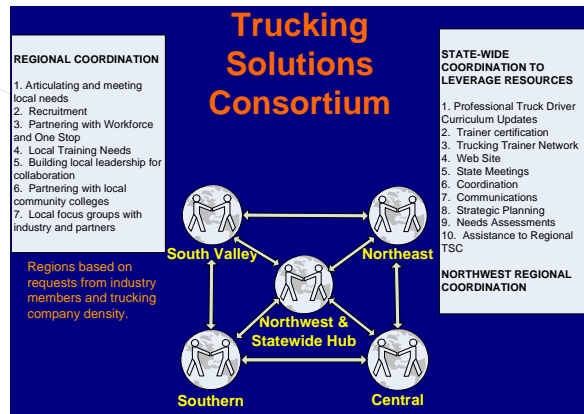 Trucking
Solutions
Consortium
REGIONAL COORDINATION
1. Articulating and meeting
local needs
2. Recruitment
3. Partnering with Workforce
and One Stop
4. Local Training Needs
5. Building local leadership for
collaboration
6. Partnering with local
community colleges
7. Local focus groups with
industry and partners
Regions based on
requests from industry
members and trucking
company density.
STATE-WIDE
COORDINATION TO
LEVERAGE RESOURCES
1. Professional Truck Driver
Curriculum Updates
2. Trainer certification
3. Trucking Trainer Network
4. Web Site
5. State Meetings
6. Coordination
7. Communications
8. Strategic Planning
9. Needs Assessments
10. Assistance to Regional
TSC
NORTHWEST REGIONAL
COORDINATION
South Valley
Northeast
Northwest &
Statewide Hub
Southern
Central